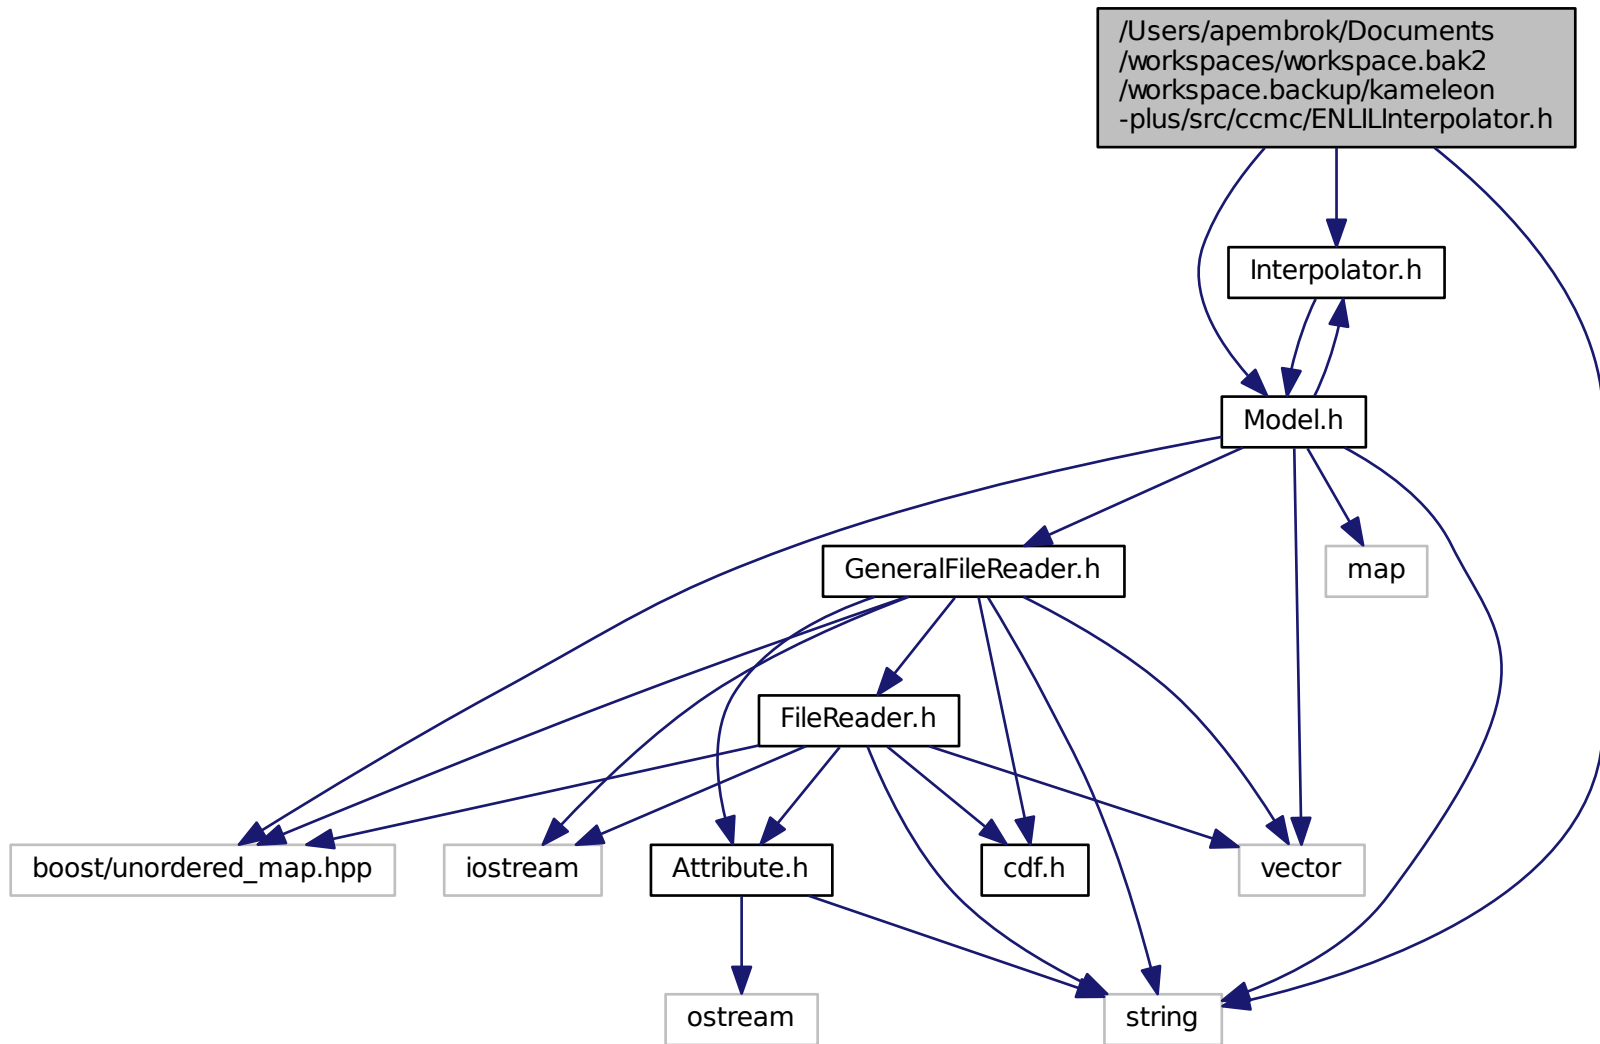 /Users/apembrok/Documents
/workspaces/workspace.bak2
/workspace.backup/kameleon
-plus/src/ccmc/ENLILInterpolator.h
Interpolator.h
Model.h
GeneralFileReader.h
map
FileReader.h
boost/unordered_map.hpp
iostream
Attribute.h
cdf.h
vector
ostream
string